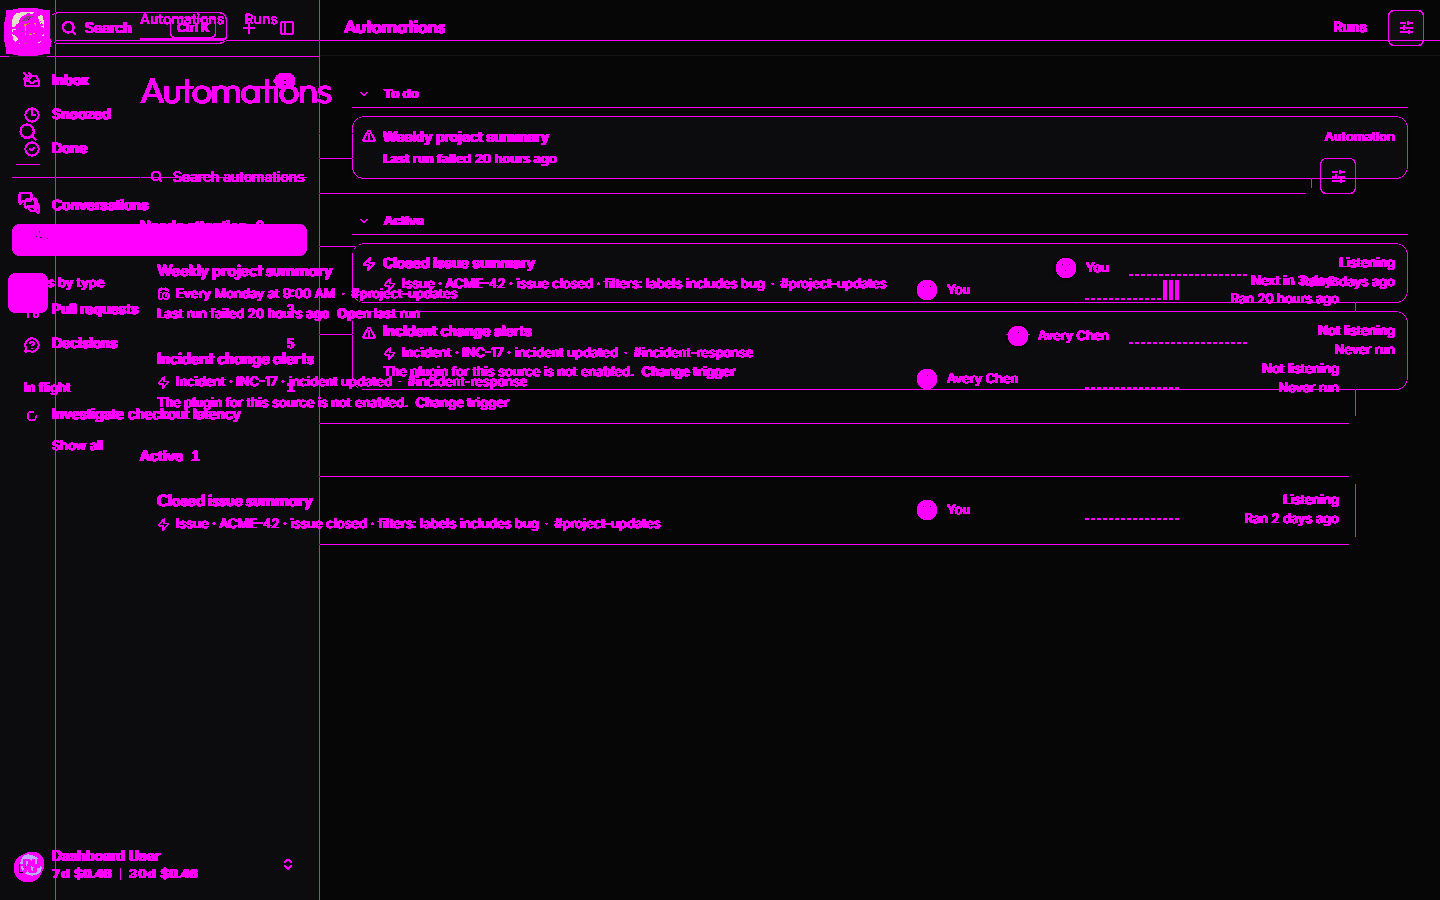 Automations Runs
Search Ctrl K
Automations
Runs
Inbox
Snoozed
Done
Automations
To do
Weekly project summary
Automation
Last run failed 20 hours ago
Search automations
Conversations
Active
s by type
Pull requests
3
Decisions
5
In flight
1
Investigate checkout latency
Show all
Weekly project summary
Every Monday at 9:00 AM · #project-updates
Last run failed 20 hours ago Open last run
You
Ran 20 hours ago
Closed issue summary
Issue · ACME-42 · issue closed · filters: labels includes bug · #project-updates
You
Listening
Incident change alerts
Incident · INC-17 · incident updated · #incident-response
The plugin for this source is not enabled. Change trigger
Avery Chen
Not listening
Never run
Incident change alerts
Incident · INC-17 · incident updated · #incident-response
The plugin for this source is not enabled. Change trigger
Avery Chen
Not listening
Never run
Active 1
Closed issue summary
Issue · ACME-42 · issue closed · filters: labels includes bug · #project-updates
You
Listening
Ran 2 days ago
Dashboard User
7d $0.46 | 30d $0.46